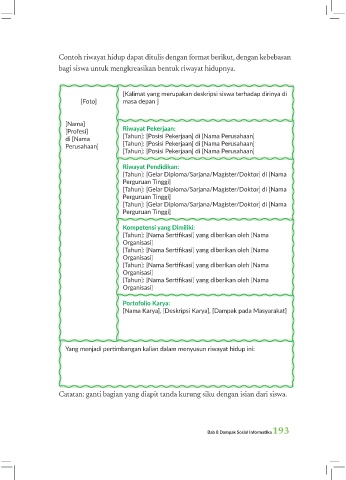 Contoh riwayat hidup dapat ditulis dengan format berikut, dengan kebebasan
bagi siswa untuk mengkreasikan bentuk riwayat hidupnya.
[Foto]
[Nama]
[Profesi]
di [Nama
Perusahaan]
[Kalimat yang merupakan deskripsi siswa terhadap dirinya di
masa depan ]
Riwayat Pekerjaan:
[Tahun]: [Posisi Pekerjaan] di [Nama Perusahaan]
[Tahun]: [Posisi Pekerjaan] di [Nama Perusahaan]
[Tahun]: [Posisi Pekerjaan] di [Nama Perusahaan]
Riwayat Pendidikan:
[Tahun]: [Gelar Diploma/Sarjana/Magister/Doktor] di [Nama
Perguruan Tinggi]
[Tahun]: [Gelar Diploma/Sarjana/Magister/Doktor] di [Nama
Perguruan Tinggi]
[Tahun]: [Gelar Diploma/Sarjana/Magister/Doktor] di [Nama
Perguruan Tinggi]
Kompetensi yang Dimiliki:
[Tahun]: [Nama Sertifikasi] yang diberikan oleh [Nama
Organisasi]
[Tahun]: [Nama Sertifikasi] yang diberikan oleh [Nama
Organisasi]
[Tahun]: [Nama Sertifikasi] yang diberikan oleh [Nama
Organisasi]
[Tahun]: [Nama Sertifikasi] yang diberikan oleh [Nama
Organisasi]
Portofolio Karya:
[Nama Karya], [Deskripsi Karya], [Dampak pada Masyarakat]
Yang menjadi pertimbangan kalian dalam menyusun riwayat hidup ini:
Catatan: ganti bagian yang diapit tanda kurung siku dengan isian dari siswa.
Bab 8 Dampak Sosial Informatika 193